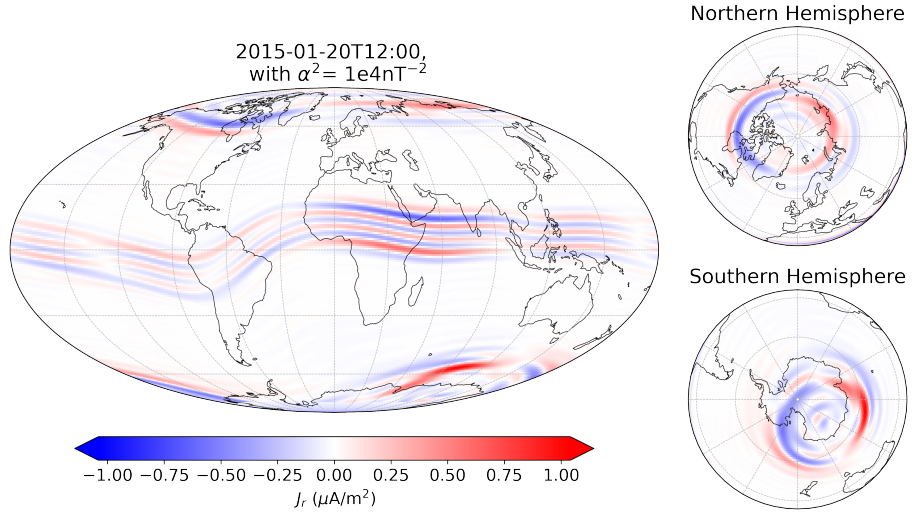 2015-01-20T12:00,
with α²= 1e4nT⁻²
Northern Hemisphere
Southern Hemisphere
−1.00 −0.75 −0.50 −0.25 0.00 0.25 0.50 0.75 1.00
Jᵣ (μA/m²)